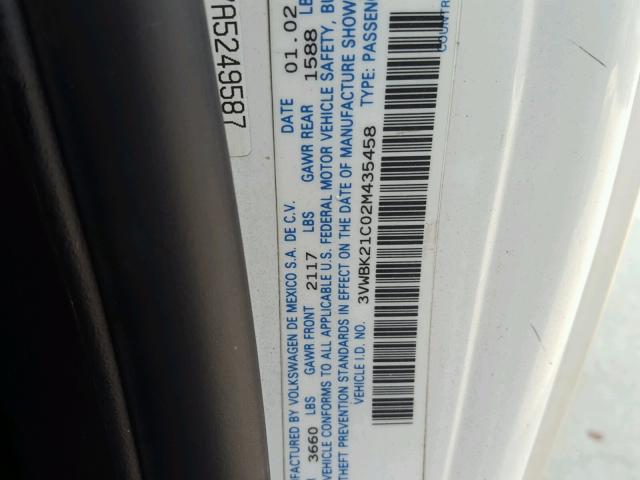 A5249587
FACTURED BY VOLKSWAGEN DE MEXICO S.A. DE C.V. DATE 01 02
3660 LBS GAWR FRONT 2117 LBS GAWR REAR 1588 LB
VEHICLE CONFORMS TO ALL APPLICABLE U.S. FEDERAL MOTOR VEHICLE SAFETY, BU
THEFT PREVENTION STANDARDS IN EFFECT ON THE DATE OF MANUFACTURE SHOW
VEHICLE I.D. NO. 3VWBK21C02M435458 TYPE: PASSEN
COUNTR